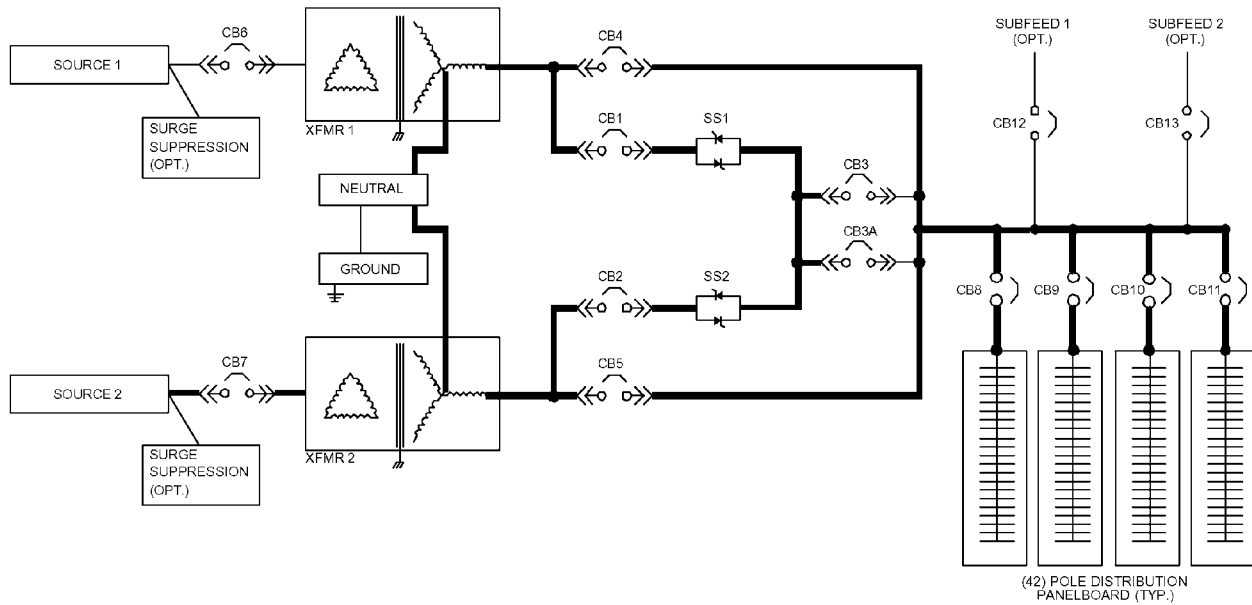 SUBFEED 1
(OPT.)
SUBFEED 2
(OPT.)
CB6
CB4
SOURCE 1
SURGE
SUPPRESSION
(OPT.)
XFMR 1
CB1
SS1
CB12
CB13
CB3
NEUTRAL
CB3A
GROUND
CB2
SS2
CB8
CB9
CB10
CB11
CB7
CB5
SOURCE 2
SURGE
SUPPRESSION
(OPT.)
XFMR 2
(42) POLE DISTRIBUTION
PANELBOARD (TYP.)